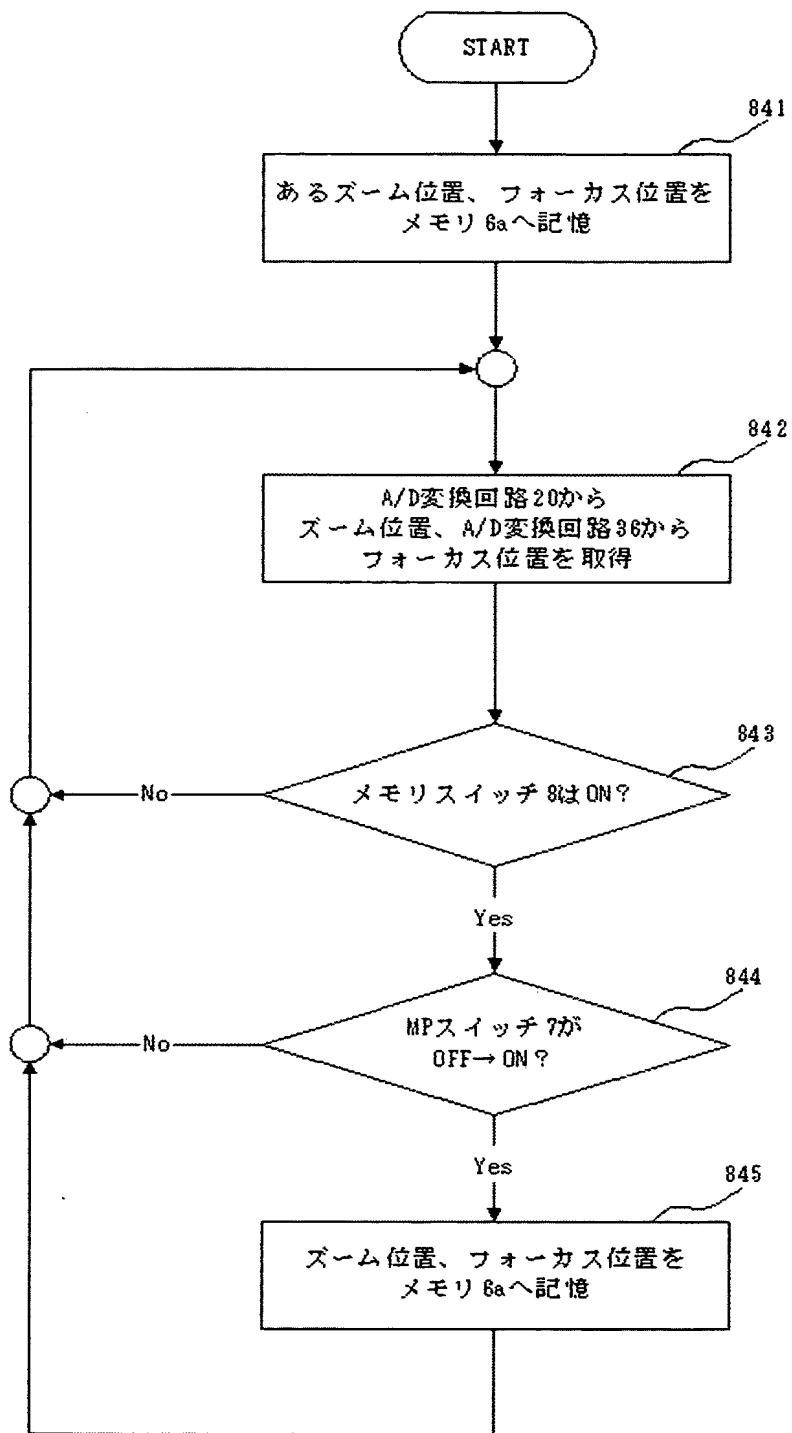 START
841
あるズーム位置、フォーカス位置を
メモリ6aへ記憶
842
A/D変換回路20から
ズーム位置、A/D変換回路36から
フォーカス位置を取得
843
メモリスイッチ8はON?
No
Yes
844
MPスイッチ7が
OFF→ON?
No
Yes
845
ズーム位置、フォーカス位置を
メモリ6aへ記憶